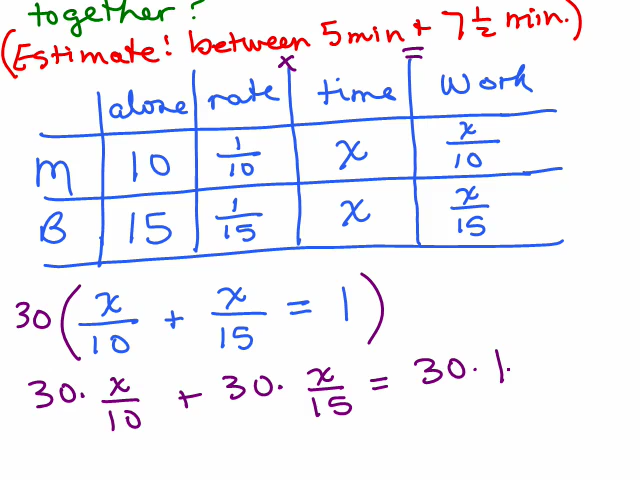 together?
(Estimate! between 5 min + 7 1/2 min.)
x =
alone rate time Work
M 10 1/10 x x/10
B 15 1/15 x x/15
30(x/10 + x/15 = 1)
30· x/10 + 30· x/15 = 30·1